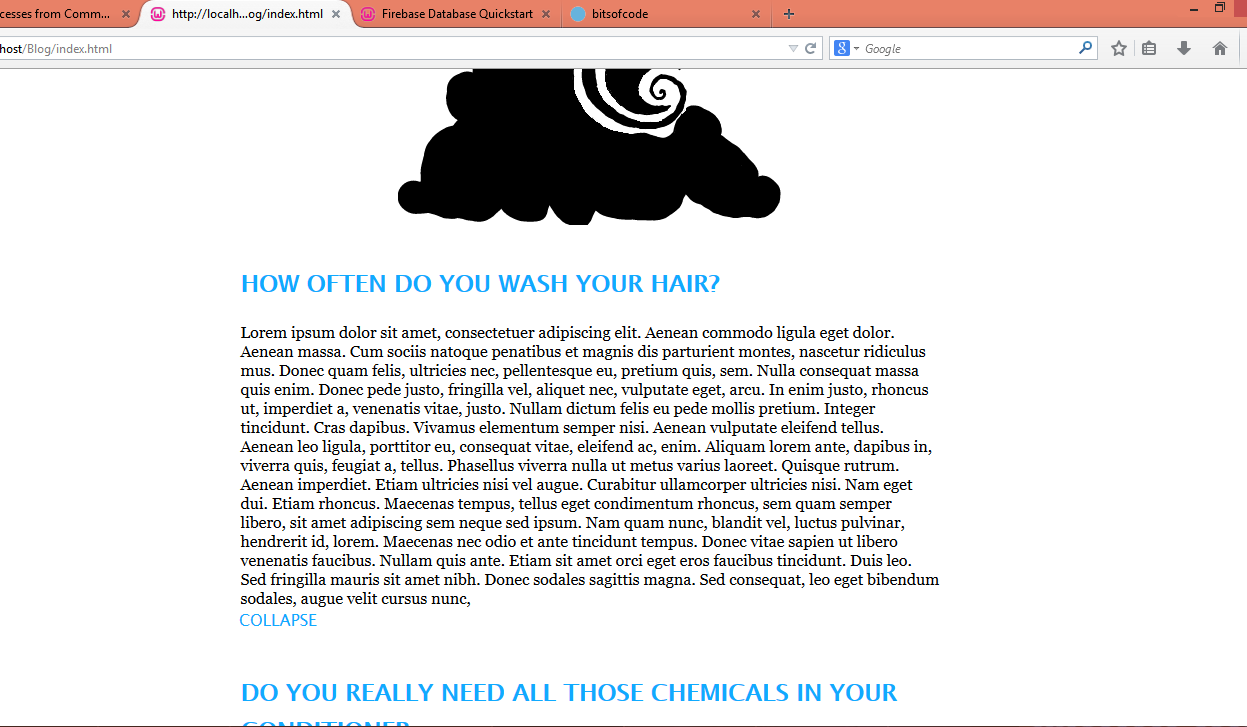 cesses from Comm...
http://localh...og/index.html
Firebase Database Quickstart
bitsofcode
host/Blog/index.html
Google
HOW OFTEN DO YOU WASH YOUR HAIR?
Lorem ipsum dolor sit amet, consectetuer adipiscing elit. Aenean commodo ligula eget dolor.
Aenean massa. Cum sociis natoque penatibus et magnis dis parturient montes, nascetur ridiculus
mus. Donec quam felis, ultricies nec, pellentesque eu, pretium quis, sem. Nulla consequat massa
quis enim. Donec pede justo, fringilla vel, aliquet nec, vulputate eget, arcu. In enim justo, rhoncus
ut, imperdiet a, venenatis vitae, justo. Nullam dictum felis eu pede mollis pretium. Integer
tincidunt. Cras dapibus. Vivamus elementum semper nisi. Aenean vulputate eleifend tellus.
Aenean leo ligula, porttitor eu, consequat vitae, eleifend ac, enim. Aliquam lorem ante, dapibus in,
viverra quis, feugiat a, tellus. Phasellus viverra nulla ut metus varius laoreet. Quisque rutrum.
Aenean imperdiet. Etiam ultricies nisi vel augue. Curabitur ullamcorper ultricies nisi. Nam eget
dui. Etiam rhoncus. Maecenas tempus, tellus eget condimentum rhoncus, sem quam semper
libero, sit amet adipiscing sem neque sed ipsum. Nam quam nunc, blandit vel, luctus pulvinar,
hendrerit id, lorem. Maecenas nec odio et ante tincidunt tempus. Donec vitae sapien ut libero
venenatis faucibus. Nullam quis ante. Etiam sit amet orci eget eros faucibus tincidunt. Duis leo.
Sed fringilla mauris sit amet nibh. Donec sodales sagittis magna. Sed consequat, leo eget bibendum
sodales, augue velit cursus nunc,
COLLAPSE
DO YOU REALLY NEED ALL THOSE CHEMICALS IN YOUR
CONDITIONER